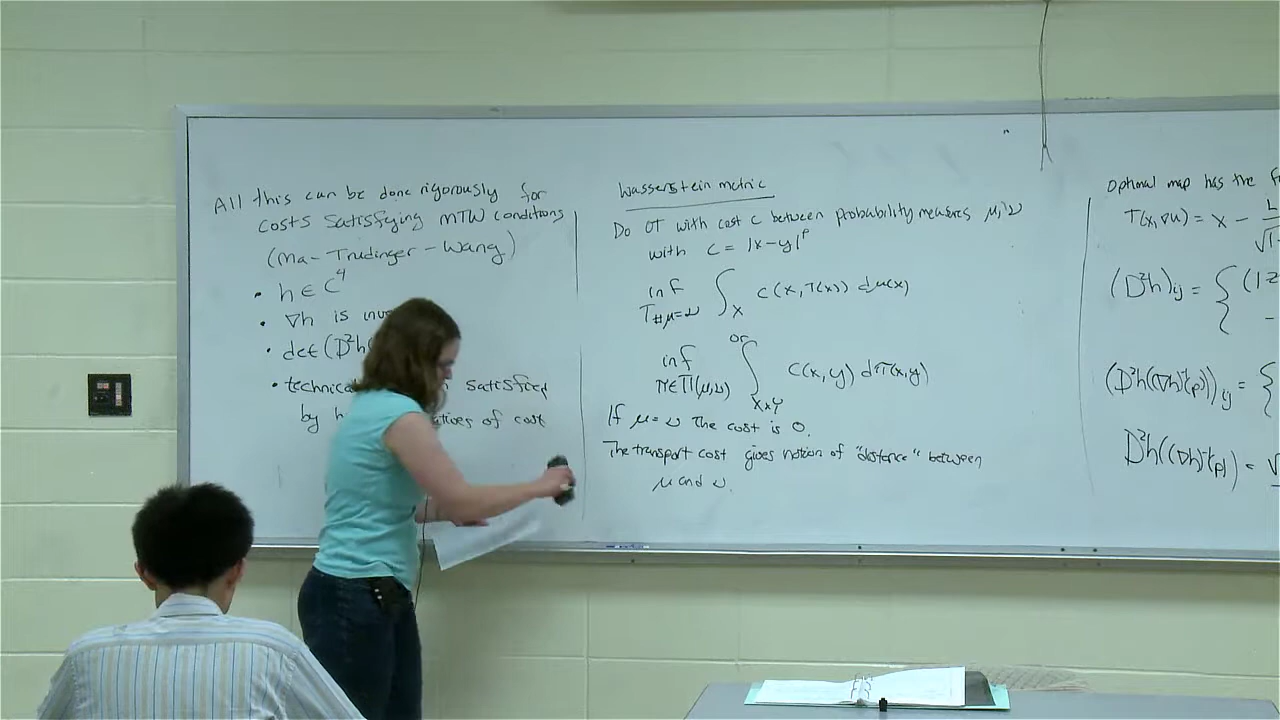 All this can be done rigorously for
costs satisfying MTW conditions
(Ma-Trudinger-Wang)
• h ∈ C⁴
• ∇h is inv
• det(D²h
• technica satisfied
by h atives of cost
Wasserstein metric
Do OT with cost c between probability measures μ, ν
with c = |x-y|ᵖ
inf ∫ c(x,T(x)) dμ(x)
T#μ=ν X
or
inf ∫ c(x,y) dπ(x,y)
π∈Π(μ,ν) X×Y
If μ = ν the cost is 0.
The transport cost gives notion of "distance" between
μ and ν.
Optimal map has the f
T(x,∇u) = x -
(D²h)ij = { (1-
-
(D²h((∇h)⁻¹(p)))ij = {
D²h((∇h)⁻¹(p)) = √